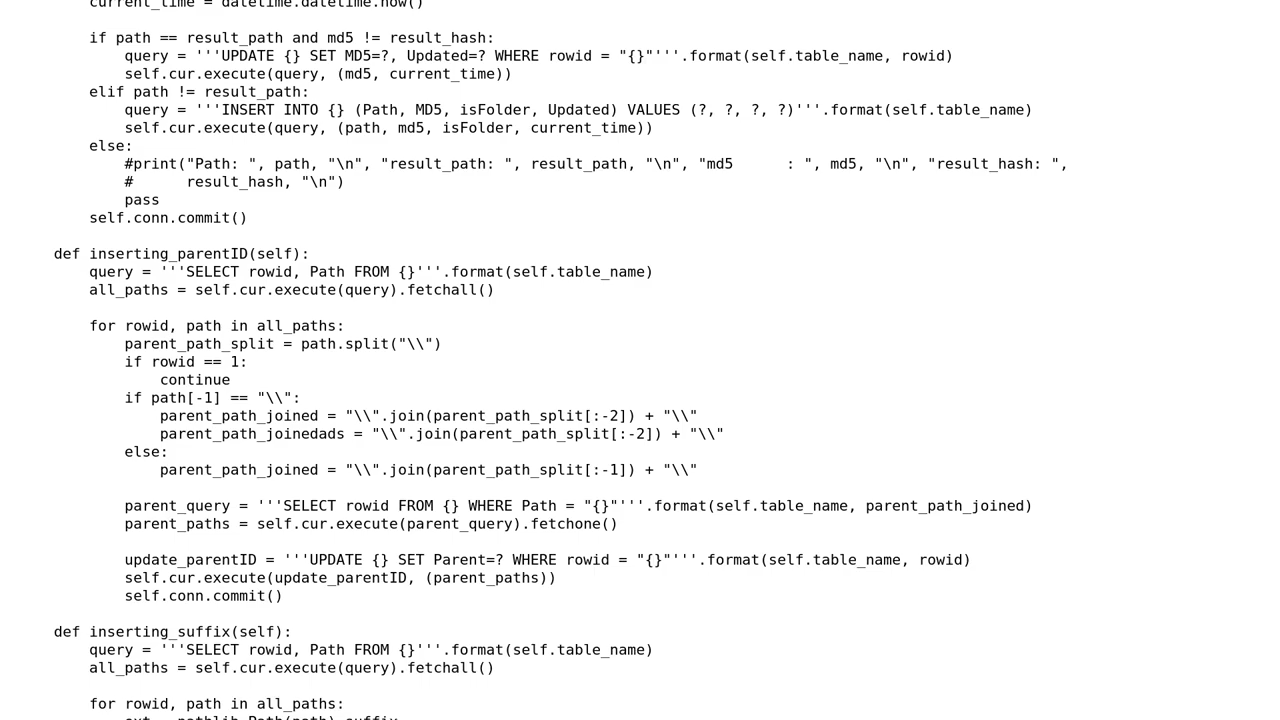 current_time = datetime.datetime.now()

        if path == result_path and md5 != result_hash:
            query = '''UPDATE {} SET MD5=?, Updated=? WHERE rowid = "{}"'''.format(self.table_name, rowid)
            self.cur.execute(query, (md5, current_time))
        elif path != result_path:
            query = '''INSERT INTO {} (Path, MD5, isFolder, Updated) VALUES (?, ?, ?, ?)'''.format(self.table_name)
            self.cur.execute(query, (path, md5, isFolder, current_time))
        else:
            #print("Path: ", path, "\n", "result_path: ", result_path, "\n", "md5      : ", md5, "\n", "result_hash: ",
            #      result_hash, "\n")
            pass
        self.conn.commit()

    def inserting_parentID(self):
        query = '''SELECT rowid, Path FROM {}'''.format(self.table_name)
        all_paths = self.cur.execute(query).fetchall()

        for rowid, path in all_paths:
            parent_path_split = path.split("\\")
            if rowid == 1:
                continue
            if path[-1] == "\\":
                parent_path_joined = "\\".join(parent_path_split[:-2]) + "\\"
                parent_path_joinedads = "\\".join(parent_path_split[:-2]) + "\\"
            else:
                parent_path_joined = "\\".join(parent_path_split[:-1]) + "\\"

            parent_query = '''SELECT rowid FROM {} WHERE Path = "{}"'''.format(self.table_name, parent_path_joined)
            parent_paths = self.cur.execute(parent_query).fetchone()

            update_parentID = '''UPDATE {} SET Parent=? WHERE rowid = "{}"'''.format(self.table_name, rowid)
            self.cur.execute(update_parentID, (parent_paths))
            self.conn.commit()

    def inserting_suffix(self):
        query = '''SELECT rowid, Path FROM {}'''.format(self.table_name)
        all_paths = self.cur.execute(query).fetchall()

        for rowid, path in all_paths:
            ext = pathlib.Path(path).suffix